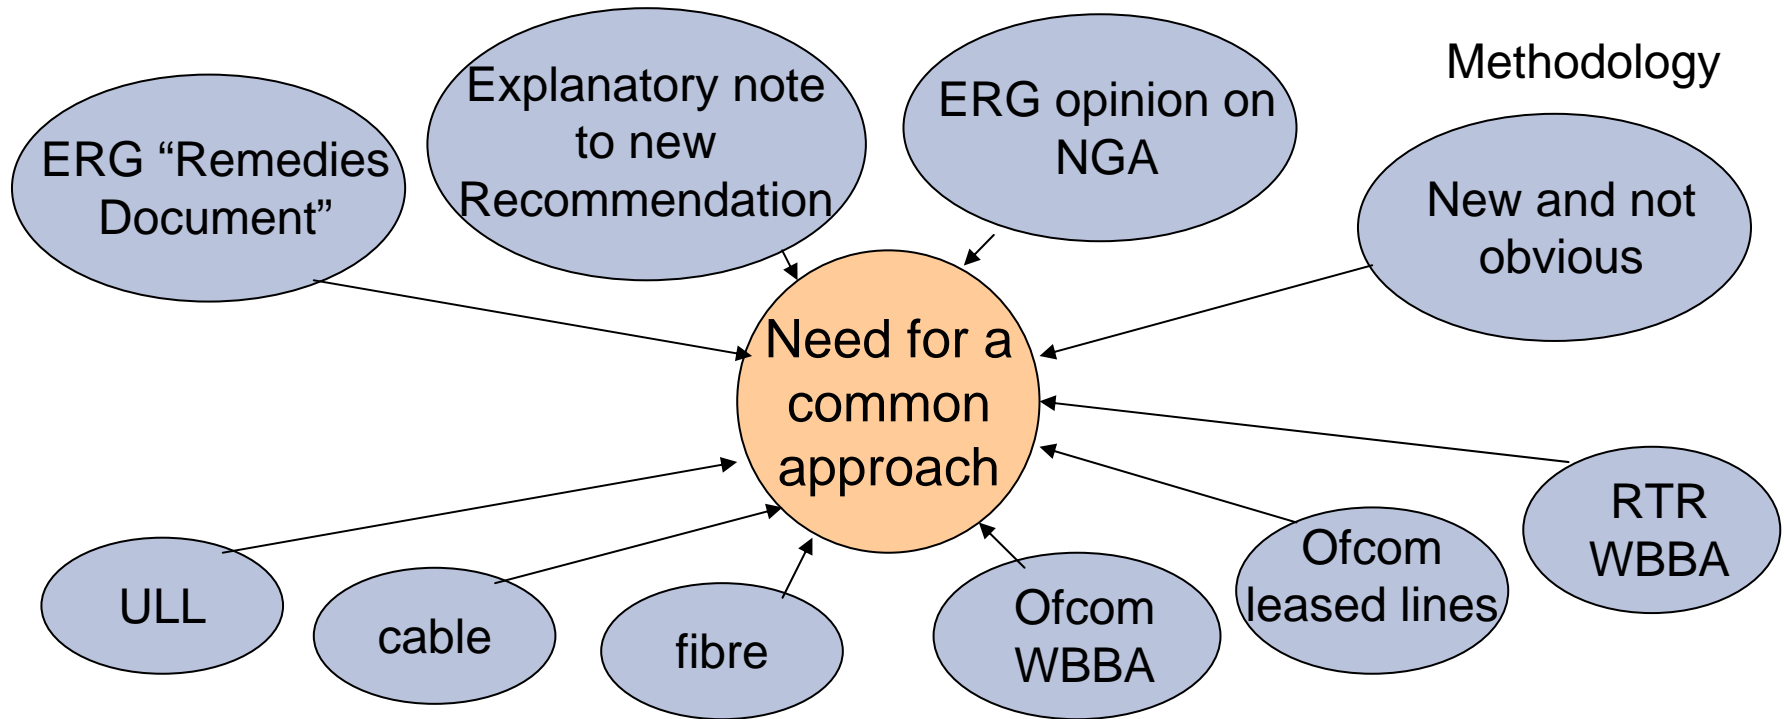 Methodology
ERG “Remedies
Document”
Explanatory note
to new
Recommendation
ERG opinion on
NGA
New and not
obvious
Need for a
common
approach
ULL
cable
fibre
Ofcom
WBBA
Ofcom
leased lines
RTR
WBBA